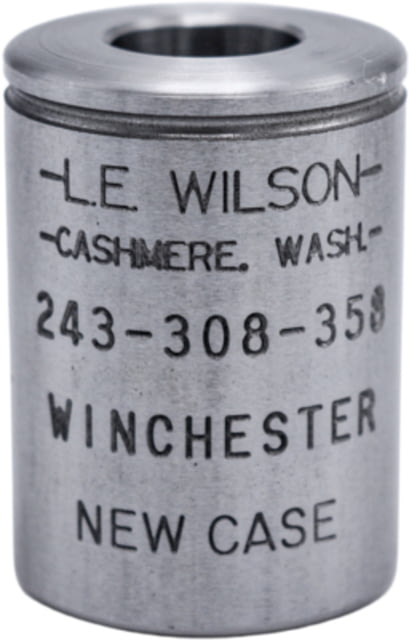 -L.E. WILSON-
-CASHMERE. WASH.-
243-308-358
WINCHESTER
NEW CASE